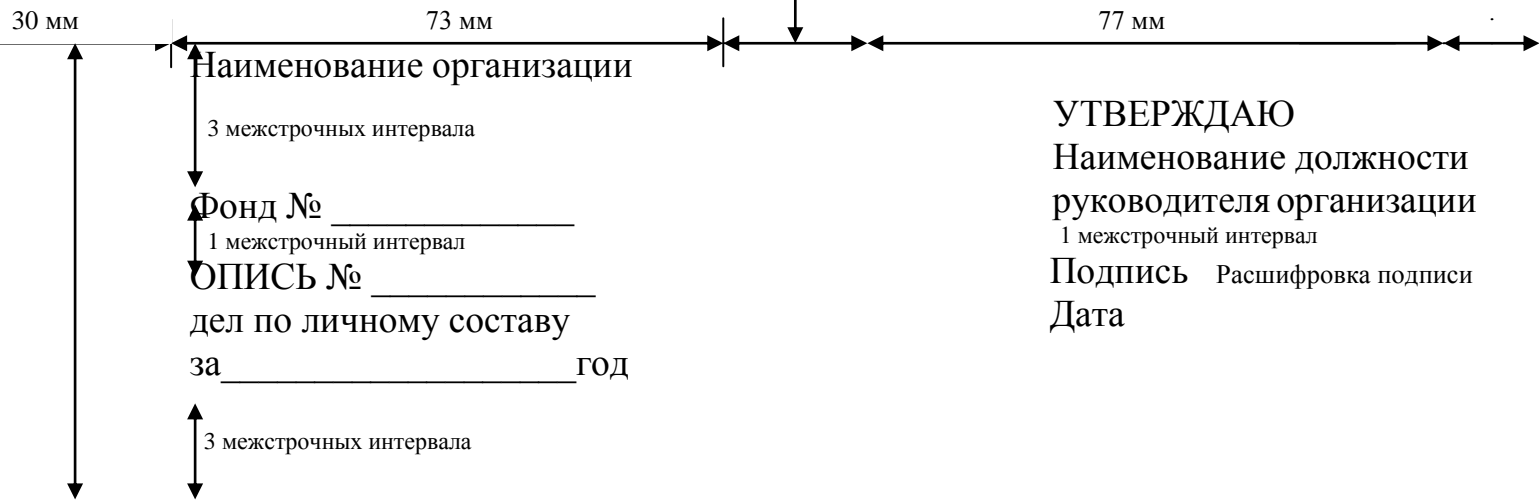 30 мм
73 мм
77 мм
Наименование организации
3 межстрочных интервала
Фонд № _____________
1 межстрочный интервал
ОПИСЬ № ____________
дел по личному составу
за___________________год
3 межстрочных интервала
УТВЕРЖДАЮ
Наименование должности
руководителя организации
1 межстрочный интервал
Подпись Расшифровка подписи
Дата